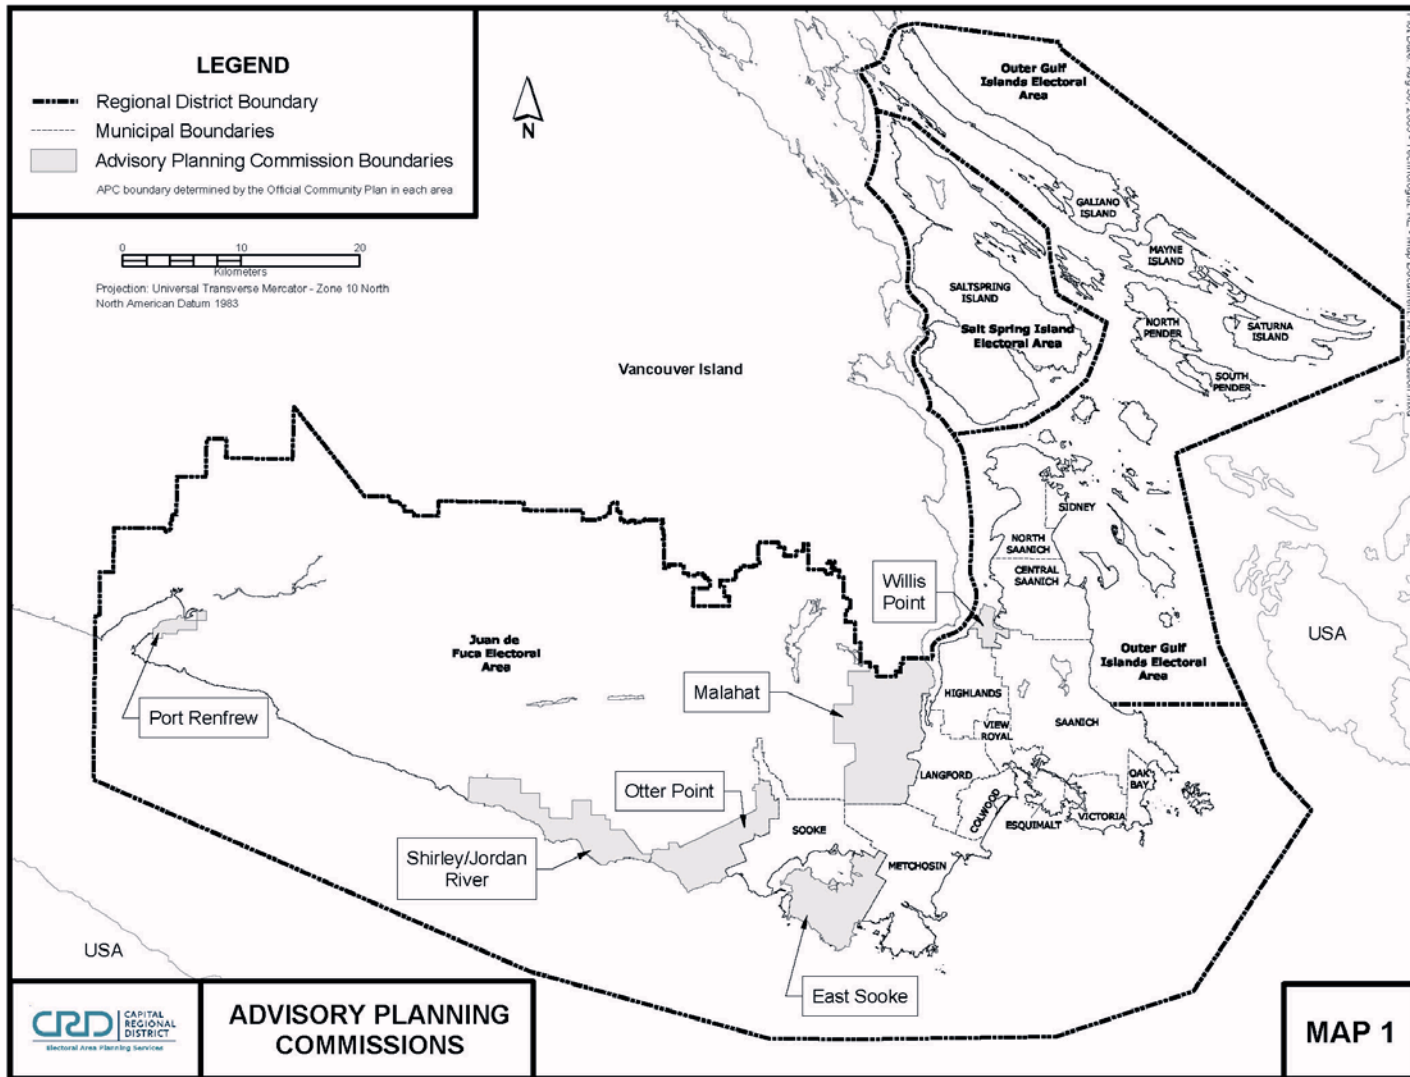 LEGEND
Regional District Boundary
Municipal Boundaries
Advisory Planning Commission Boundaries
APC boundary determined by the Official Community Plan in each area
0 10 20
Kilometers
Projection: Universal Transverse Mercator - Zone 10 North
North American Datum 1983
N
Outer Gulf
Islands Electoral
Area
GALIANO
ISLAND
MAYNE
ISLAND
SALTSPRING
ISLAND
Salt Spring Island
Electoral Area
NORTH
PENDER
SATURNA
ISLAND
SOUTH
PENDER
Vancouver Island
SIDNEY
NORTH
SAANICH
CENTRAL
SAANICH
Willis
Point
USA
Juan de
Fuca Electoral
Area
Outer Gulf
Islands Electoral
Area
Malahat
HIGHLANDS
Port Renfrew
VIEW
ROYAL
SAANICH
LANGFORD
OAK
BAY
Otter Point
COLWOOD
ESQUIMALT
VICTORIA
SOOKE
Shirley/Jordan
River
METCHOSIN
USA
East Sooke
CRD
CAPITAL
REGIONAL
DISTRICT
Electoral Area Planning Services
ADVISORY PLANNING
COMMISSIONS
MAP 1